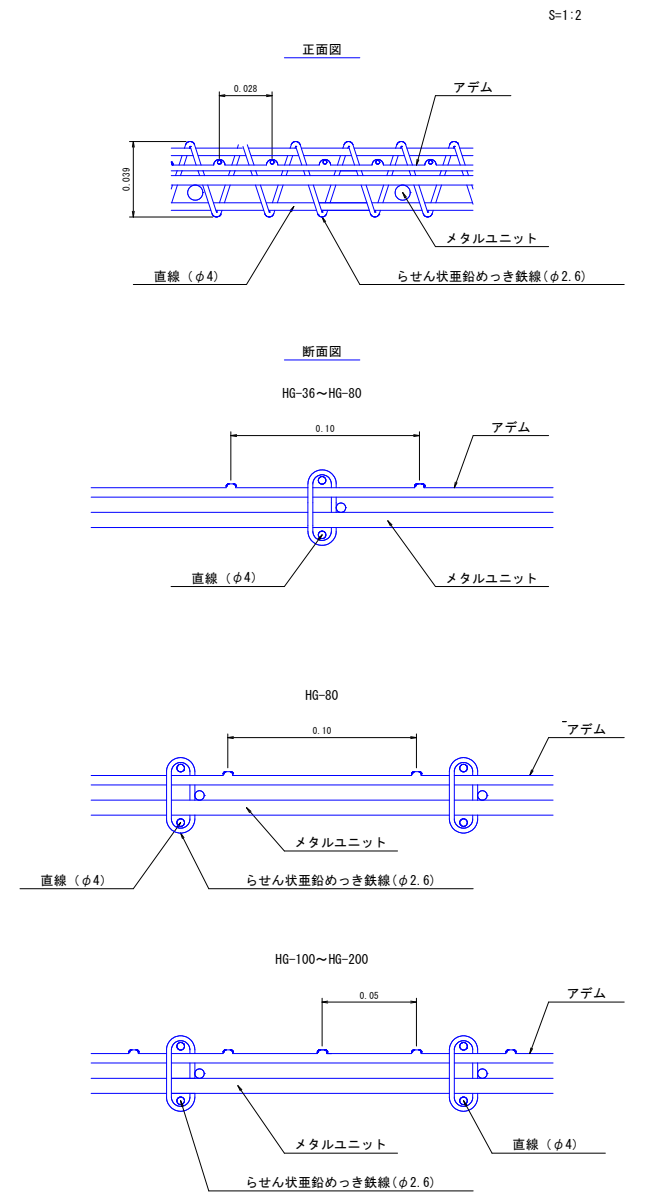 S=1:2
正面図
0.028
アデム
0.039
メタルユニット
直線（φ4）
らせん状亜鉛めっき鉄線(φ2.6)
断面図
HG-36～HG-80
0.10
アデム
直線（φ4）
メタルユニット
HG-80
0.10
アデム
メタルユニット
直線（φ4）
らせん状亜鉛めっき鉄線(φ2.6)
HG-100～HG-200
0.05
アデム
メタルユニット
直線（φ4）
らせん状亜鉛めっき鉄線(φ2.6)